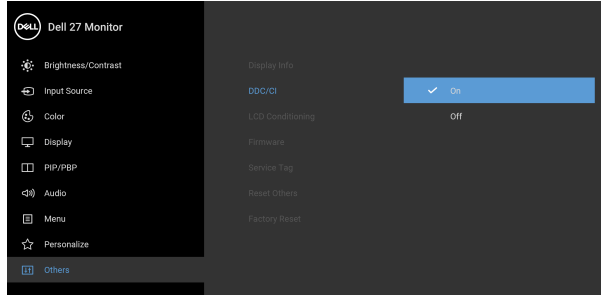 DELL
Dell 27 Monitor
Brightness/Contrast
Input Source
Color
Display
PIP/PBP
Audio
Menu
Personalize
Others
Display Info
DDC/CI
LCD Conditioning
Firmware
Service Tag
Reset Others
Factory Reset
On
Off